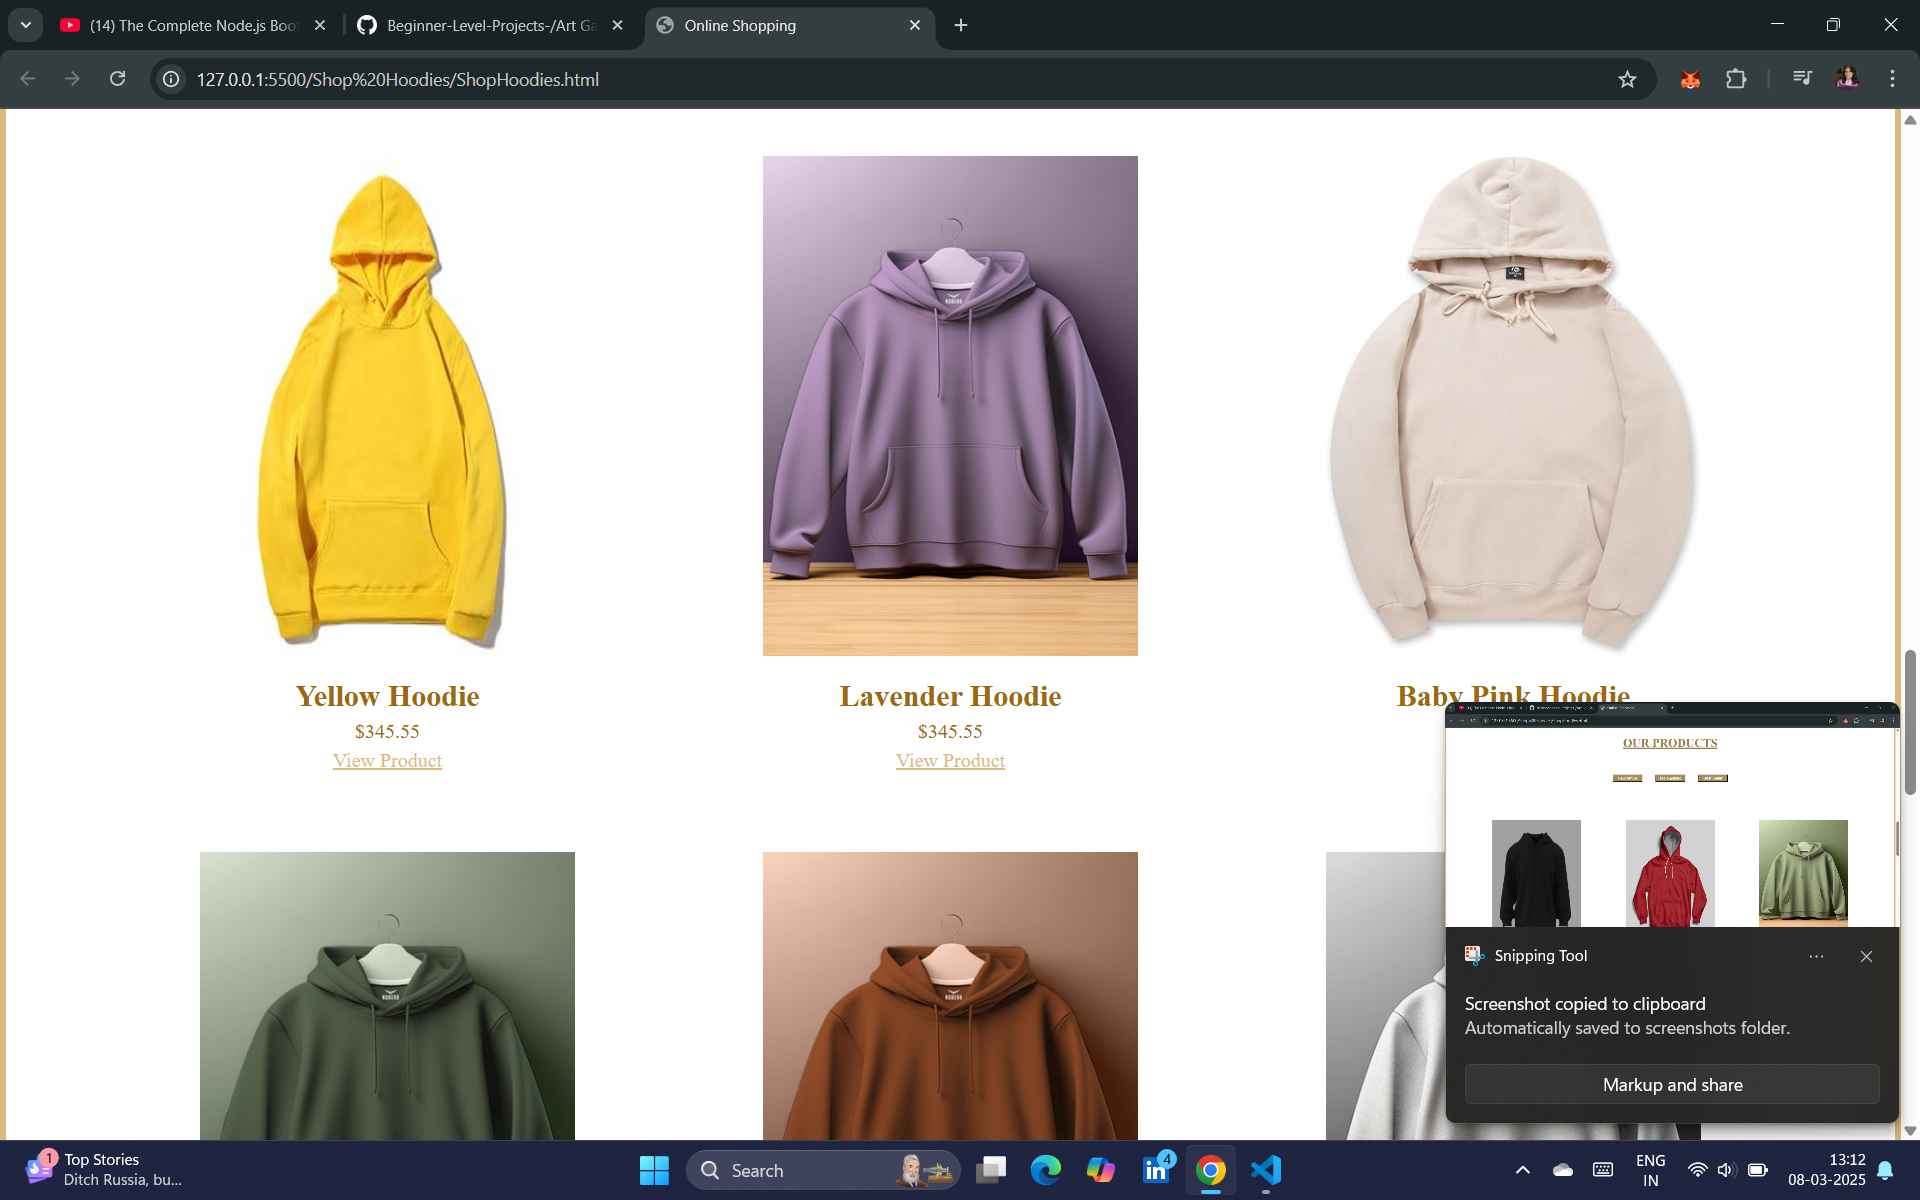 (14) The Complete Node.js Boo
Beginner-Level-Projects-/Art Ga
Online Shopping
127.0.0.1:5500/Shop%20Hoodies/ShopHoodies.html
Yellow Hoodie
$345.55
View Product
Lavender Hoodie
$345.55
View Product
Baby Pink Hoodie
OUR PRODUCTS
Snipping Tool
Screenshot copied to clipboard
Automatically saved to screenshots folder.
Markup and share
1
Top Stories
Ditch Russia, bu...
Search
4
ENG
IN
13:12
08-03-2025